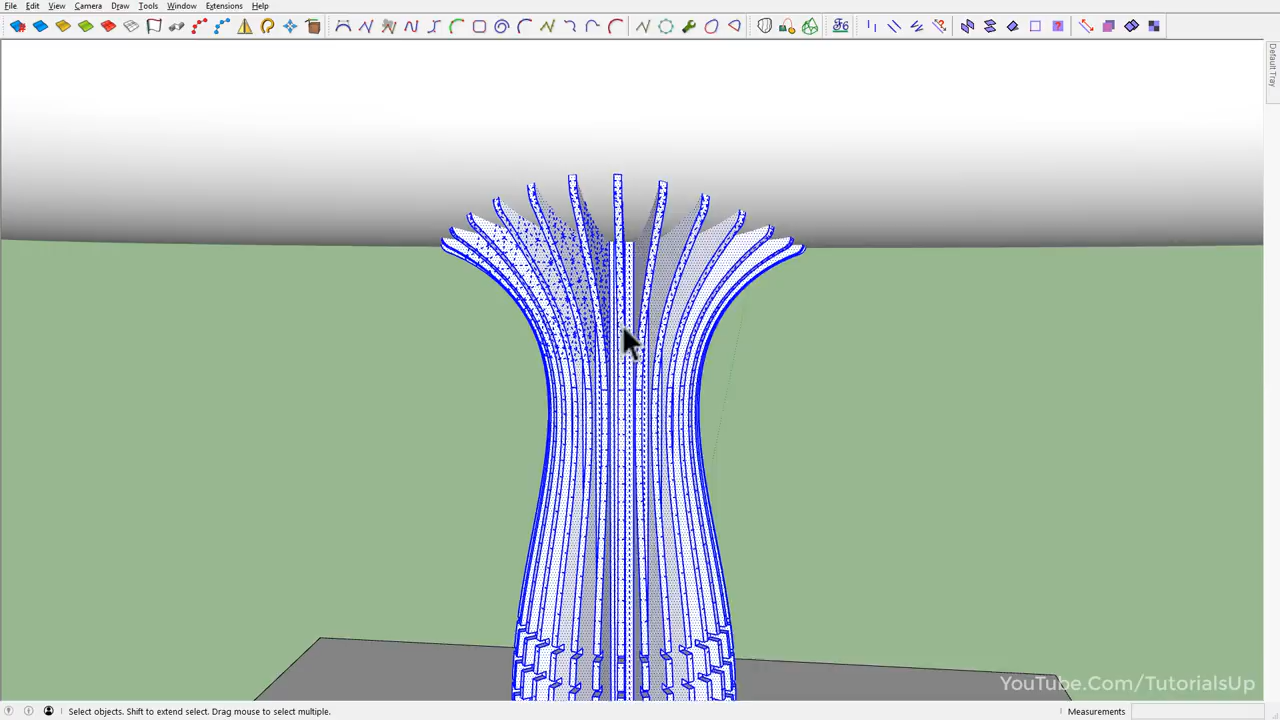 File Edit View Camera Draw Tools Window Extensions Help
Default Tray
YouTube.Com/TutorialsUp
Select objects. Shift to extend select. Drag mouse to select multiple.
Measurements